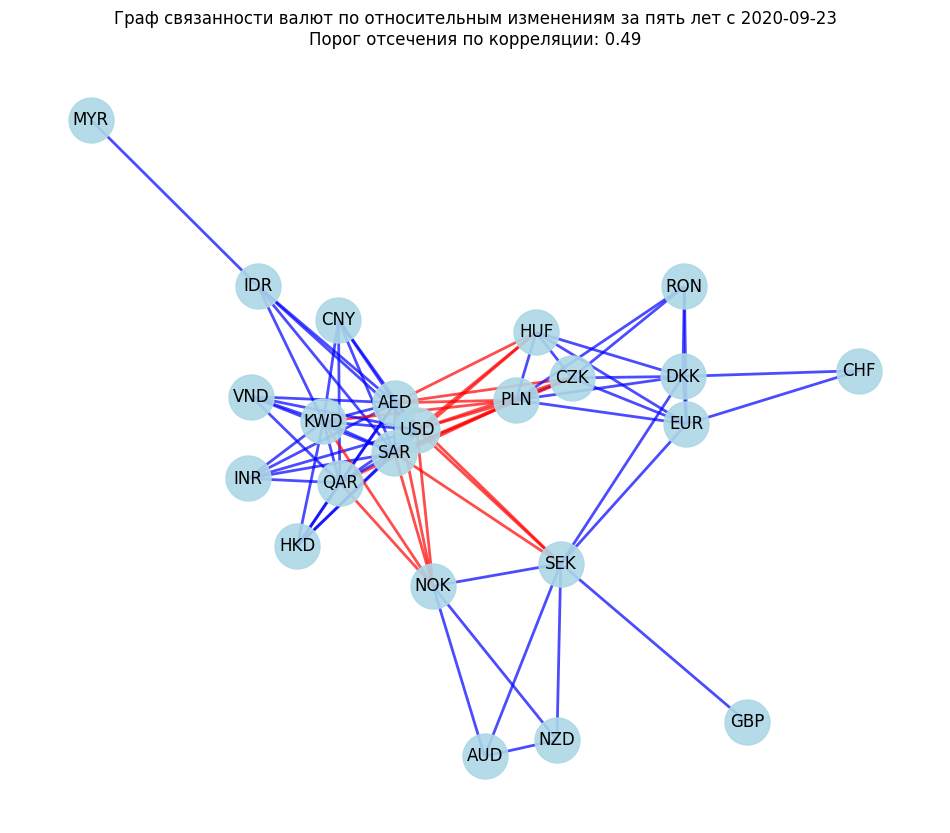 Граф связанности валют по относительным изменениям за пять лет с 2020-09-23
Порог отсечения по корреляции: 0.49
MYR
IDR
RON
CNY
HUF
CHF
DKK
CZK
VND
PLN
AED
KWD
EUR
USD
SAR
INR
QAR
HKD
SEK
NOK
GBP
NZD
AUD